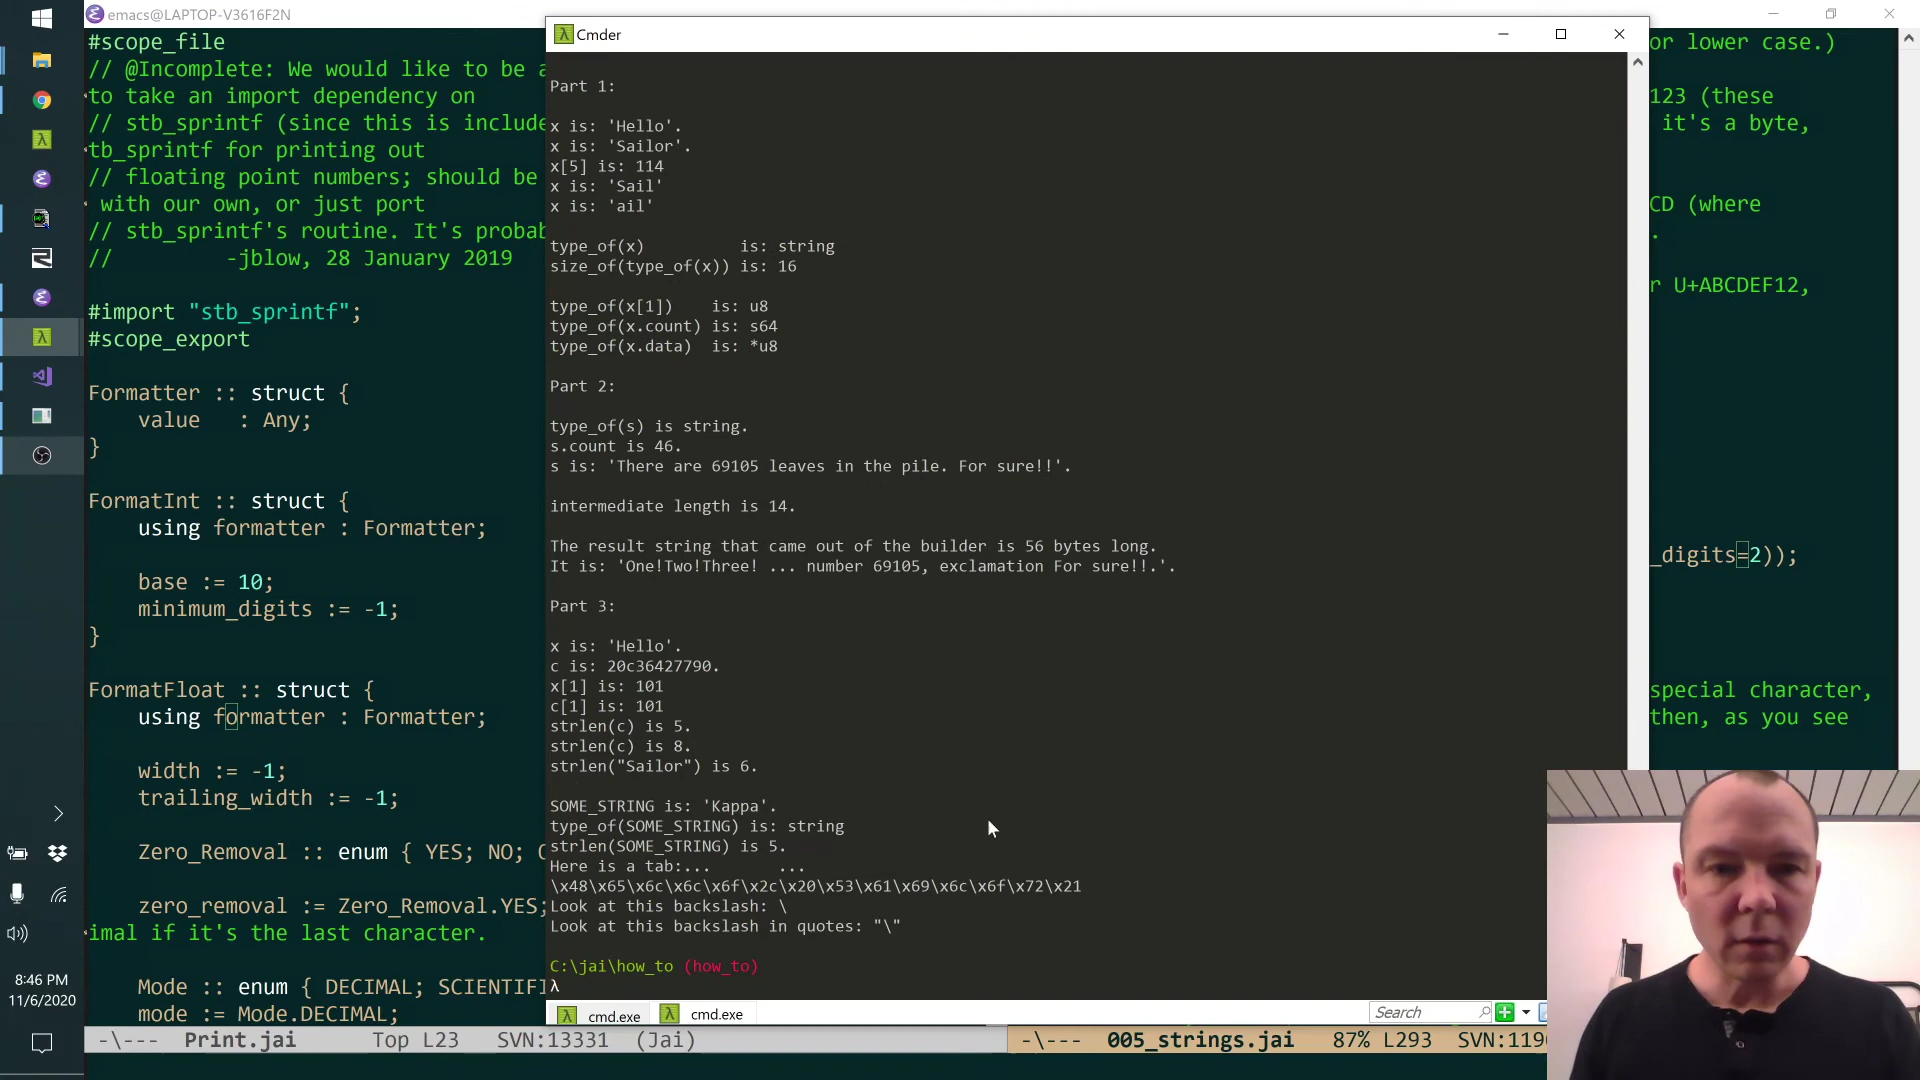 emacs@LAPTOP-V3616F2N
#scope_file
// @Incomplete: We would like to be a
to take an import dependency on
// stb_sprintf (since this is include
tb_sprintf for printing out
// floating point numbers; should be
with our own, or just port
// stb_sprintf's routine. It's probab
// -jblow, 28 January 2019
#import "stb_sprintf";
#scope_export
Formatter :: struct {
value : Any;
}
FormatInt :: struct {
using formatter : Formatter;
base := 10;
minimum_digits := -1;
}
FormatFloat :: struct {
using formatter : Formatter;
width := -1;
trailing_width := -1;
Zero_Removal :: enum { YES; NO; O
zero_removal := Zero_Removal.YES;
imal if it's the last character.
Mode :: enum { DECIMAL; SCIENTIFI
mode := Mode.DECIMAL;
-\--- Print.jai Top L23 SVN:13331 (Jai)
Cmder
Part 1:
x is: 'Hello'.
x is: 'Sailor'.
x[5] is: 114
x is: 'Sail'
x is: 'ail'
type_of(x) is: string
size_of(type_of(x)) is: 16
type_of(x[1]) is: u8
type_of(x.count) is: s64
type_of(x.data) is: *u8
Part 2:
type_of(s) is string.
s.count is 46.
s is: 'There are 69105 leaves in the pile. For sure!!'.
intermediate length is 14.
The result string that came out of the builder is 56 bytes long.
It is: 'One!Two!Three! ... number 69105, exclamation For sure!!.'.
Part 3:
x is: 'Hello'.
c is: 20c36427790.
x[1] is: 101
c[1] is: 101
strlen(c) is 5.
strlen(c) is 8.
strlen("Sailor") is 6.
SOME_STRING is: 'Kappa'.
type_of(SOME_STRING) is: string
strlen(SOME_STRING) is 5.
Here is a tab:... ...
\x48\x65\x6c\x6c\x6f\x2c\x20\x53\x61\x69\x6c\x6f\x72\x21
Look at this backslash: \
Look at this backslash in quotes: "\"
C:\jai\how_to (how_to)
λ
cmd.exe
cmd.exe
Search
or lower case.)
123 (these
it's a byte,
CD (where
.
r U+ABCDEF12,
_digits=2));
special character,
then, as you see
-\--- 005_strings.jai 87% L293 SVN:119
8:46 PM
11/6/2020